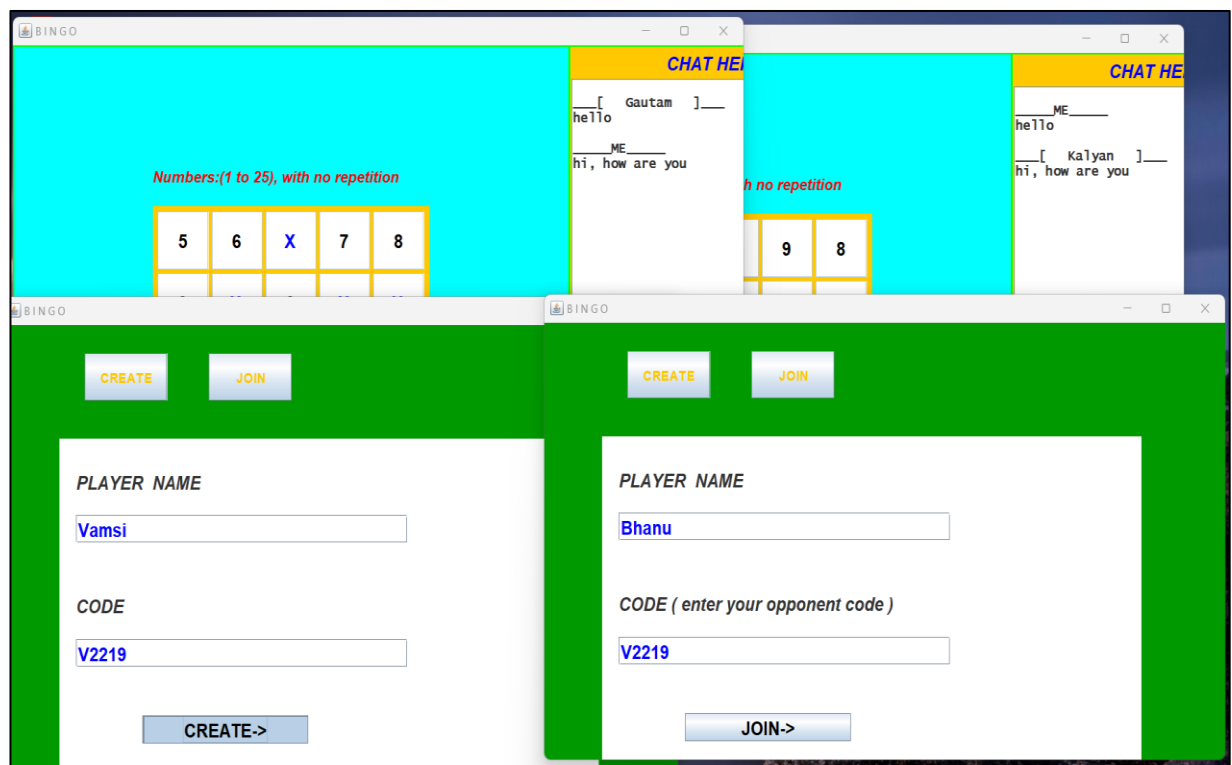 BINGO
CHAT HE
___[ Gautam ]___
hello
_____ME_____
hi, how are you
Numbers:(1 to 25), with no repetition
5 6 X 7 8
CHAT HE
_____ME_____
hello
___[ Kalyan ]___
hi, how are you
h no repetition
9 8
BINGO
CREATE JOIN
PLAYER NAME
Vamsi
CODE
V2219
CREATE->
BINGO
CREATE JOIN
PLAYER NAME
Bhanu
CODE ( enter your opponent code )
V2219
JOIN->